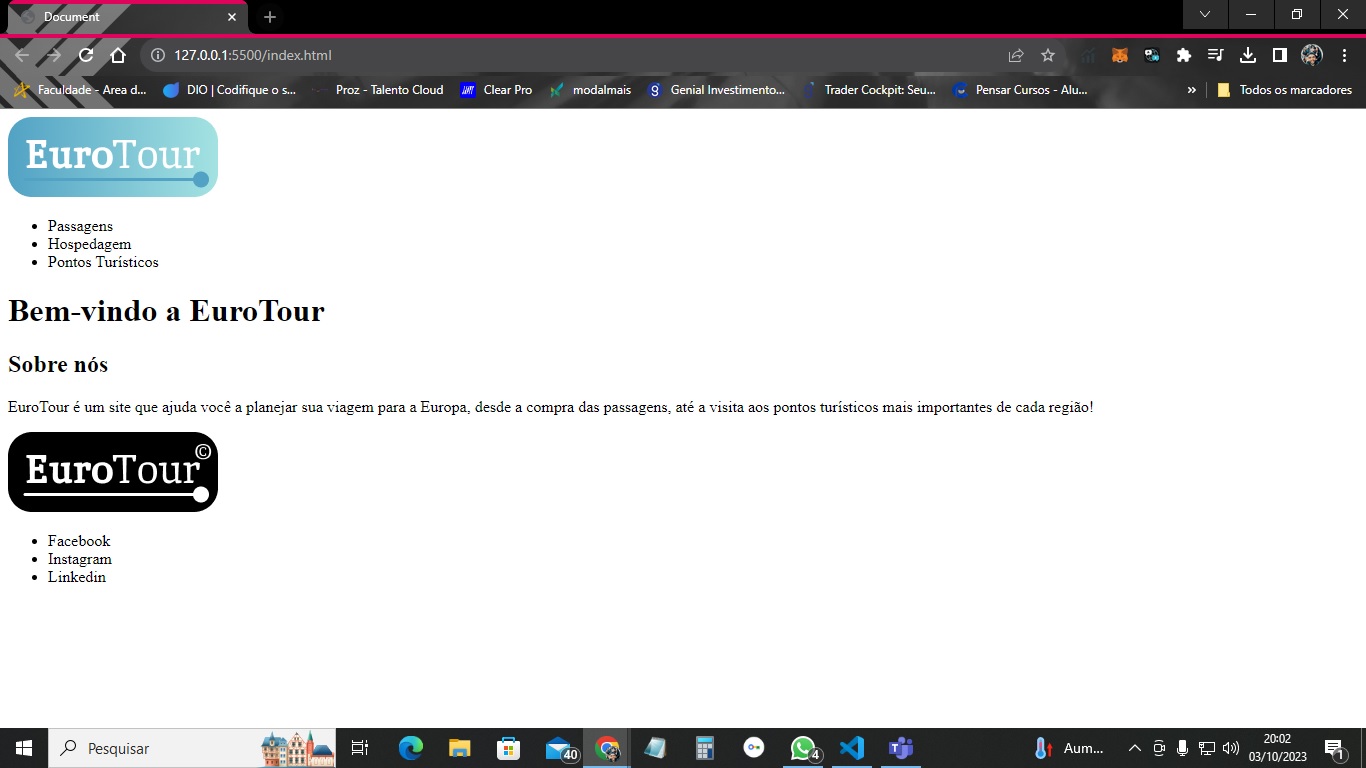 Document
127.0.0.1:5500/index.html
Faculdade - Area d... DIO | Codifique o s... Proz - Talento Cloud Clear Pro modalmais Genial Investimento... Trader Cockpit: Seu... Pensar Cursos - Alu... » Todos os marcadores
EuroTour
Passagens
Hospedagem
Pontos Turísticos
Bem-vindo a EuroTour
Sobre nós
EuroTour é um site que ajuda você a planejar sua viagem para a Europa, desde a compra das passagens, até a visita aos pontos turísticos mais importantes de cada região!
EuroTour©
Facebook
Instagram
Linkedin
Pesquisar
40
4
Aum...
20:02
03/10/2023
1